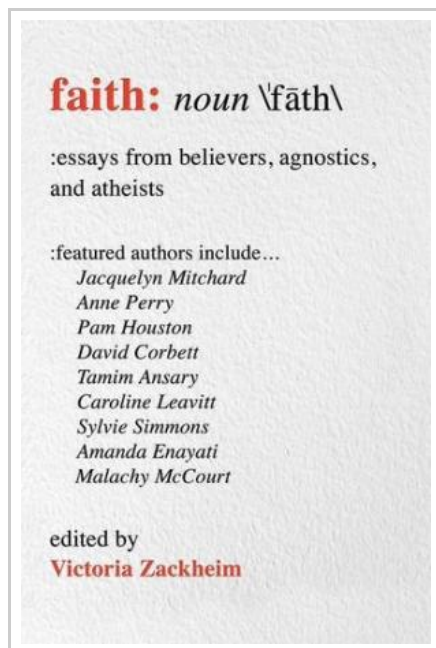 faith: noun \ˈfāth\
:essays from believers, agnostics,
and atheists
:featured authors include...
Jacquelyn Mitchard
Anne Perry
Pam Houston
David Corbett
Tamim Ansary
Caroline Leavitt
Sylvie Simmons
Amanda Enayati
Malachy McCourt
edited by
Victoria Zackheim